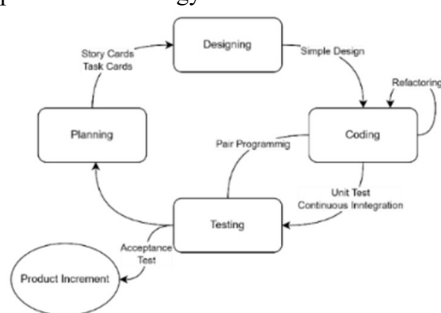 Designing
Story Cards
Task Cards
Simple Design
Refactoring
Planning
Pair Programmig
Coding
Unit Test
Continuous Inntegration
Testing
Acceptance
Test
Product Increment